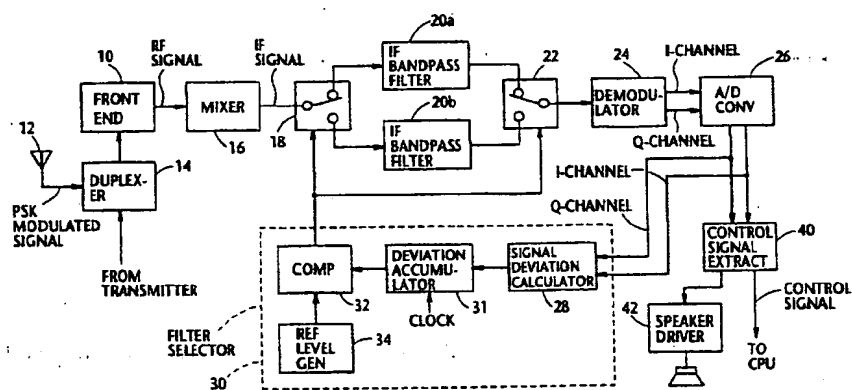 RF
SIGNAL
10
FRONT
END
IF
SIGNAL
MIXER
16
18
20a
IF
BANDPASS
FILTER
20b
IF
BANDPASS
FILTER
22
24
DEMODU-
LATOR
I-CHANNEL
Q-CHANNEL
26
A/D
CONV
12
14
DUPLEX-
ER
PSK
MODULATED
SIGNAL
FROM
TRANSMITTER
I-CHANNEL
Q-CHANNEL
COMP
32
DEVIATION
ACCUMU-
LATOR
31
CLOCK
SIGNAL
DEVIATION
CALCULATOR
28
REF
LEVEL
GEN
34
FILTER
SELECTOR
30
CONTROL
SIGNAL
EXTRACT
40
42
SPEAKER
DRIVER
CONTROL
SIGNAL
TO
CPU